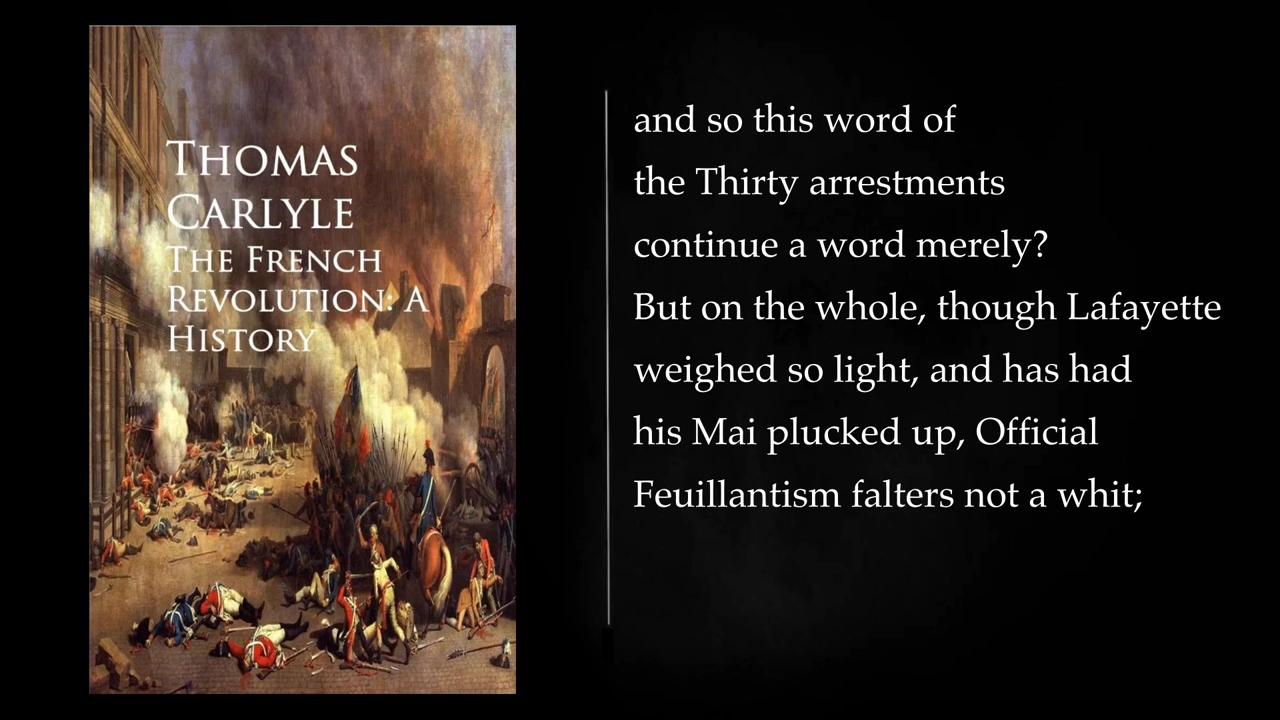 THOMAS
CARLYLE
THE FRENCH
REVOLUTION: A
HISTORY
and so this word of
the Thirty arrestments
continue a word merely?
But on the whole, though Lafayette
weighed so light, and has had
his Mai plucked up, Official
Feuillantism falters not a whit;